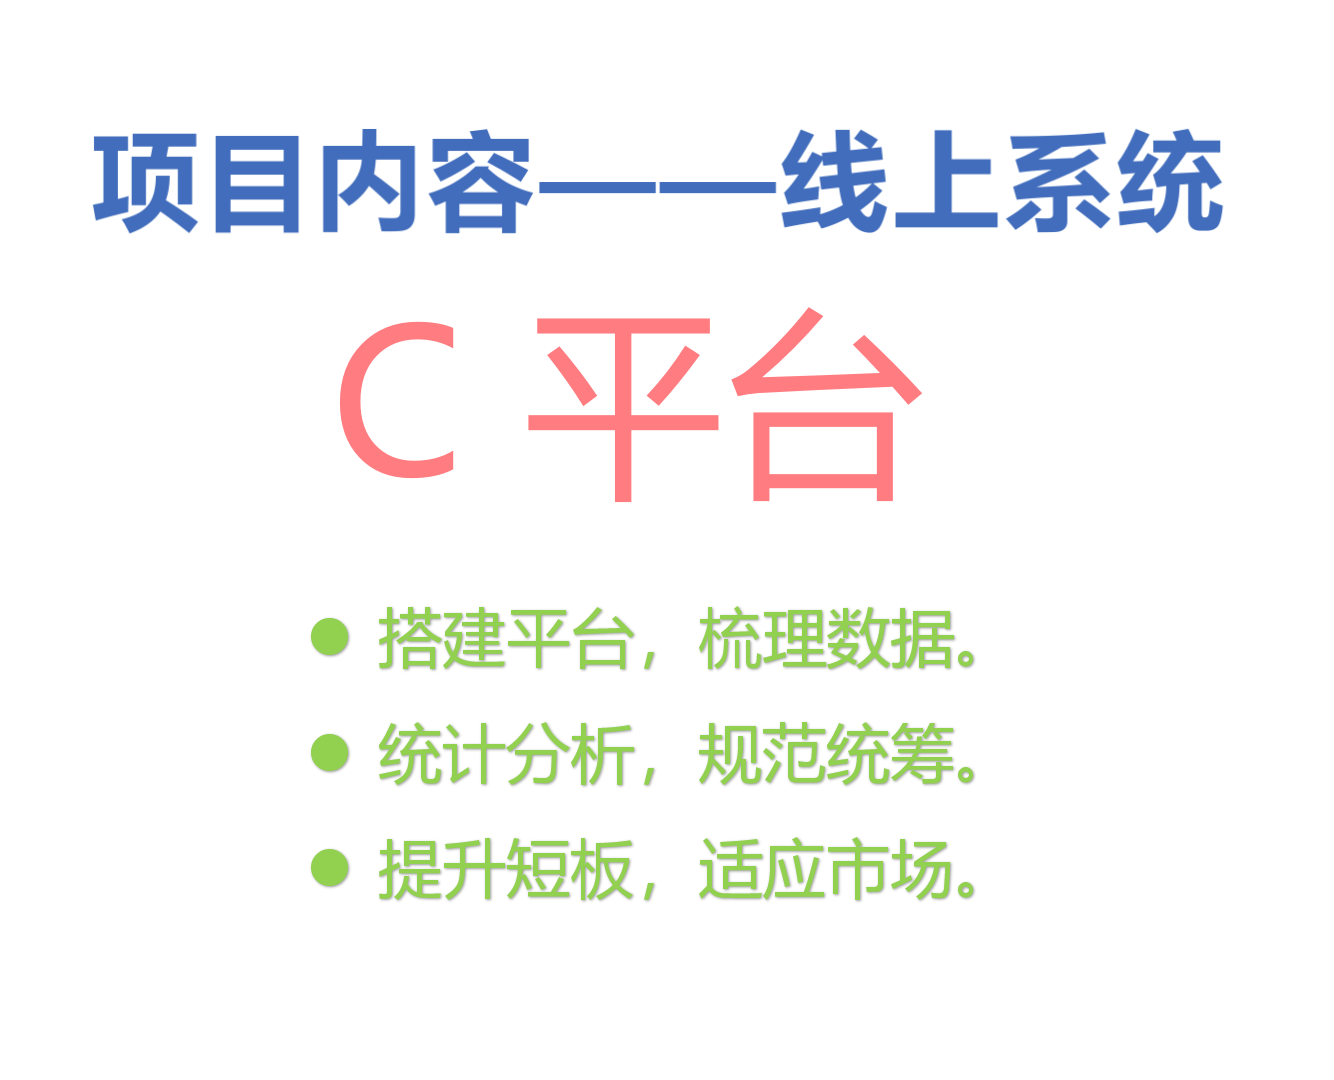 项目内容——线上系统
C 平台
● 搭建平台，梳理数据。
● 统计分析，规范统筹。
● 提升短板，适应市场。